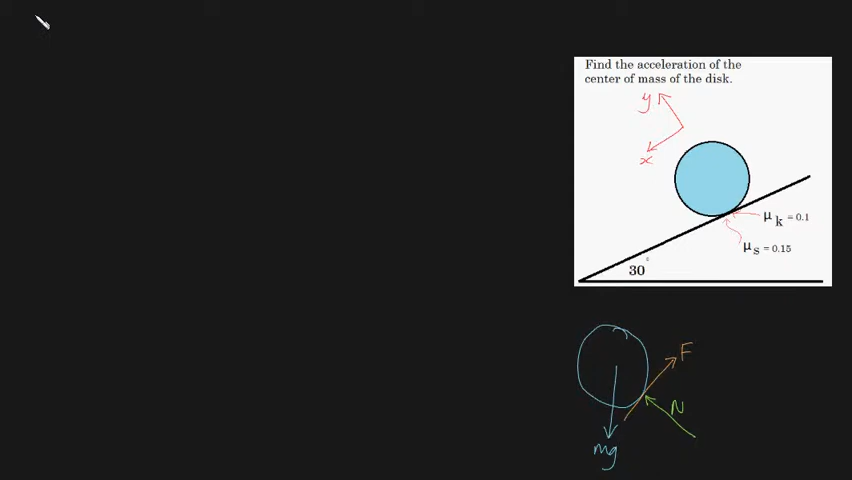 Find the acceleration of the
center of mass of the disk.
y
x
μk = 0.1
μs = 0.15
30°
F
N
mg